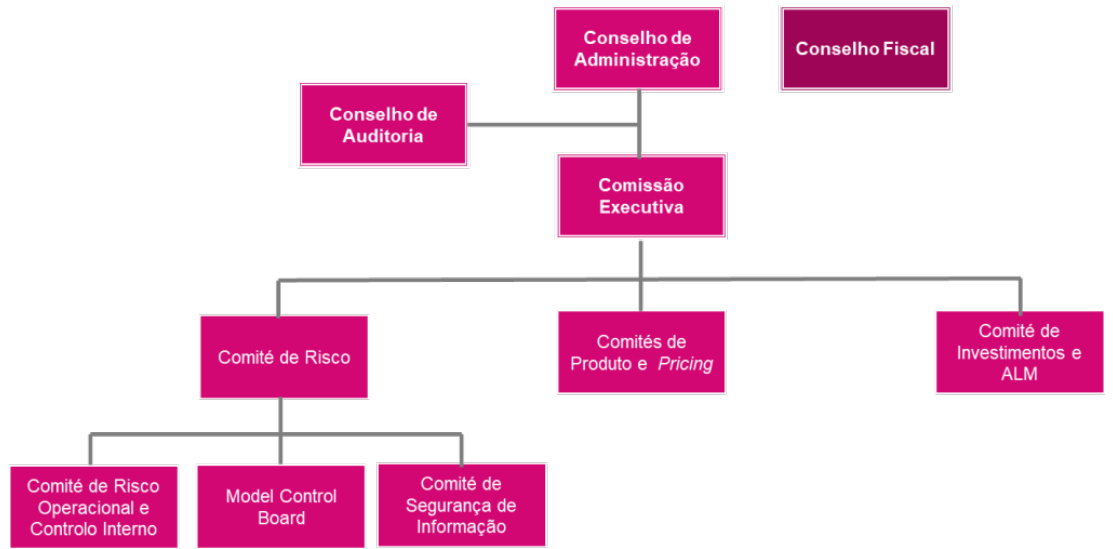 Conselho de
Administração
Conselho Fiscal
Conselho de
Auditoria
Comissão
Executiva
Comité de Risco
Comités de
Produto e Pricing
Comité de
Investimentos e
ALM
Comité de Risco
Operacional e
Controlo Interno
Model Control
Board
Comité de
Segurança de
Informação